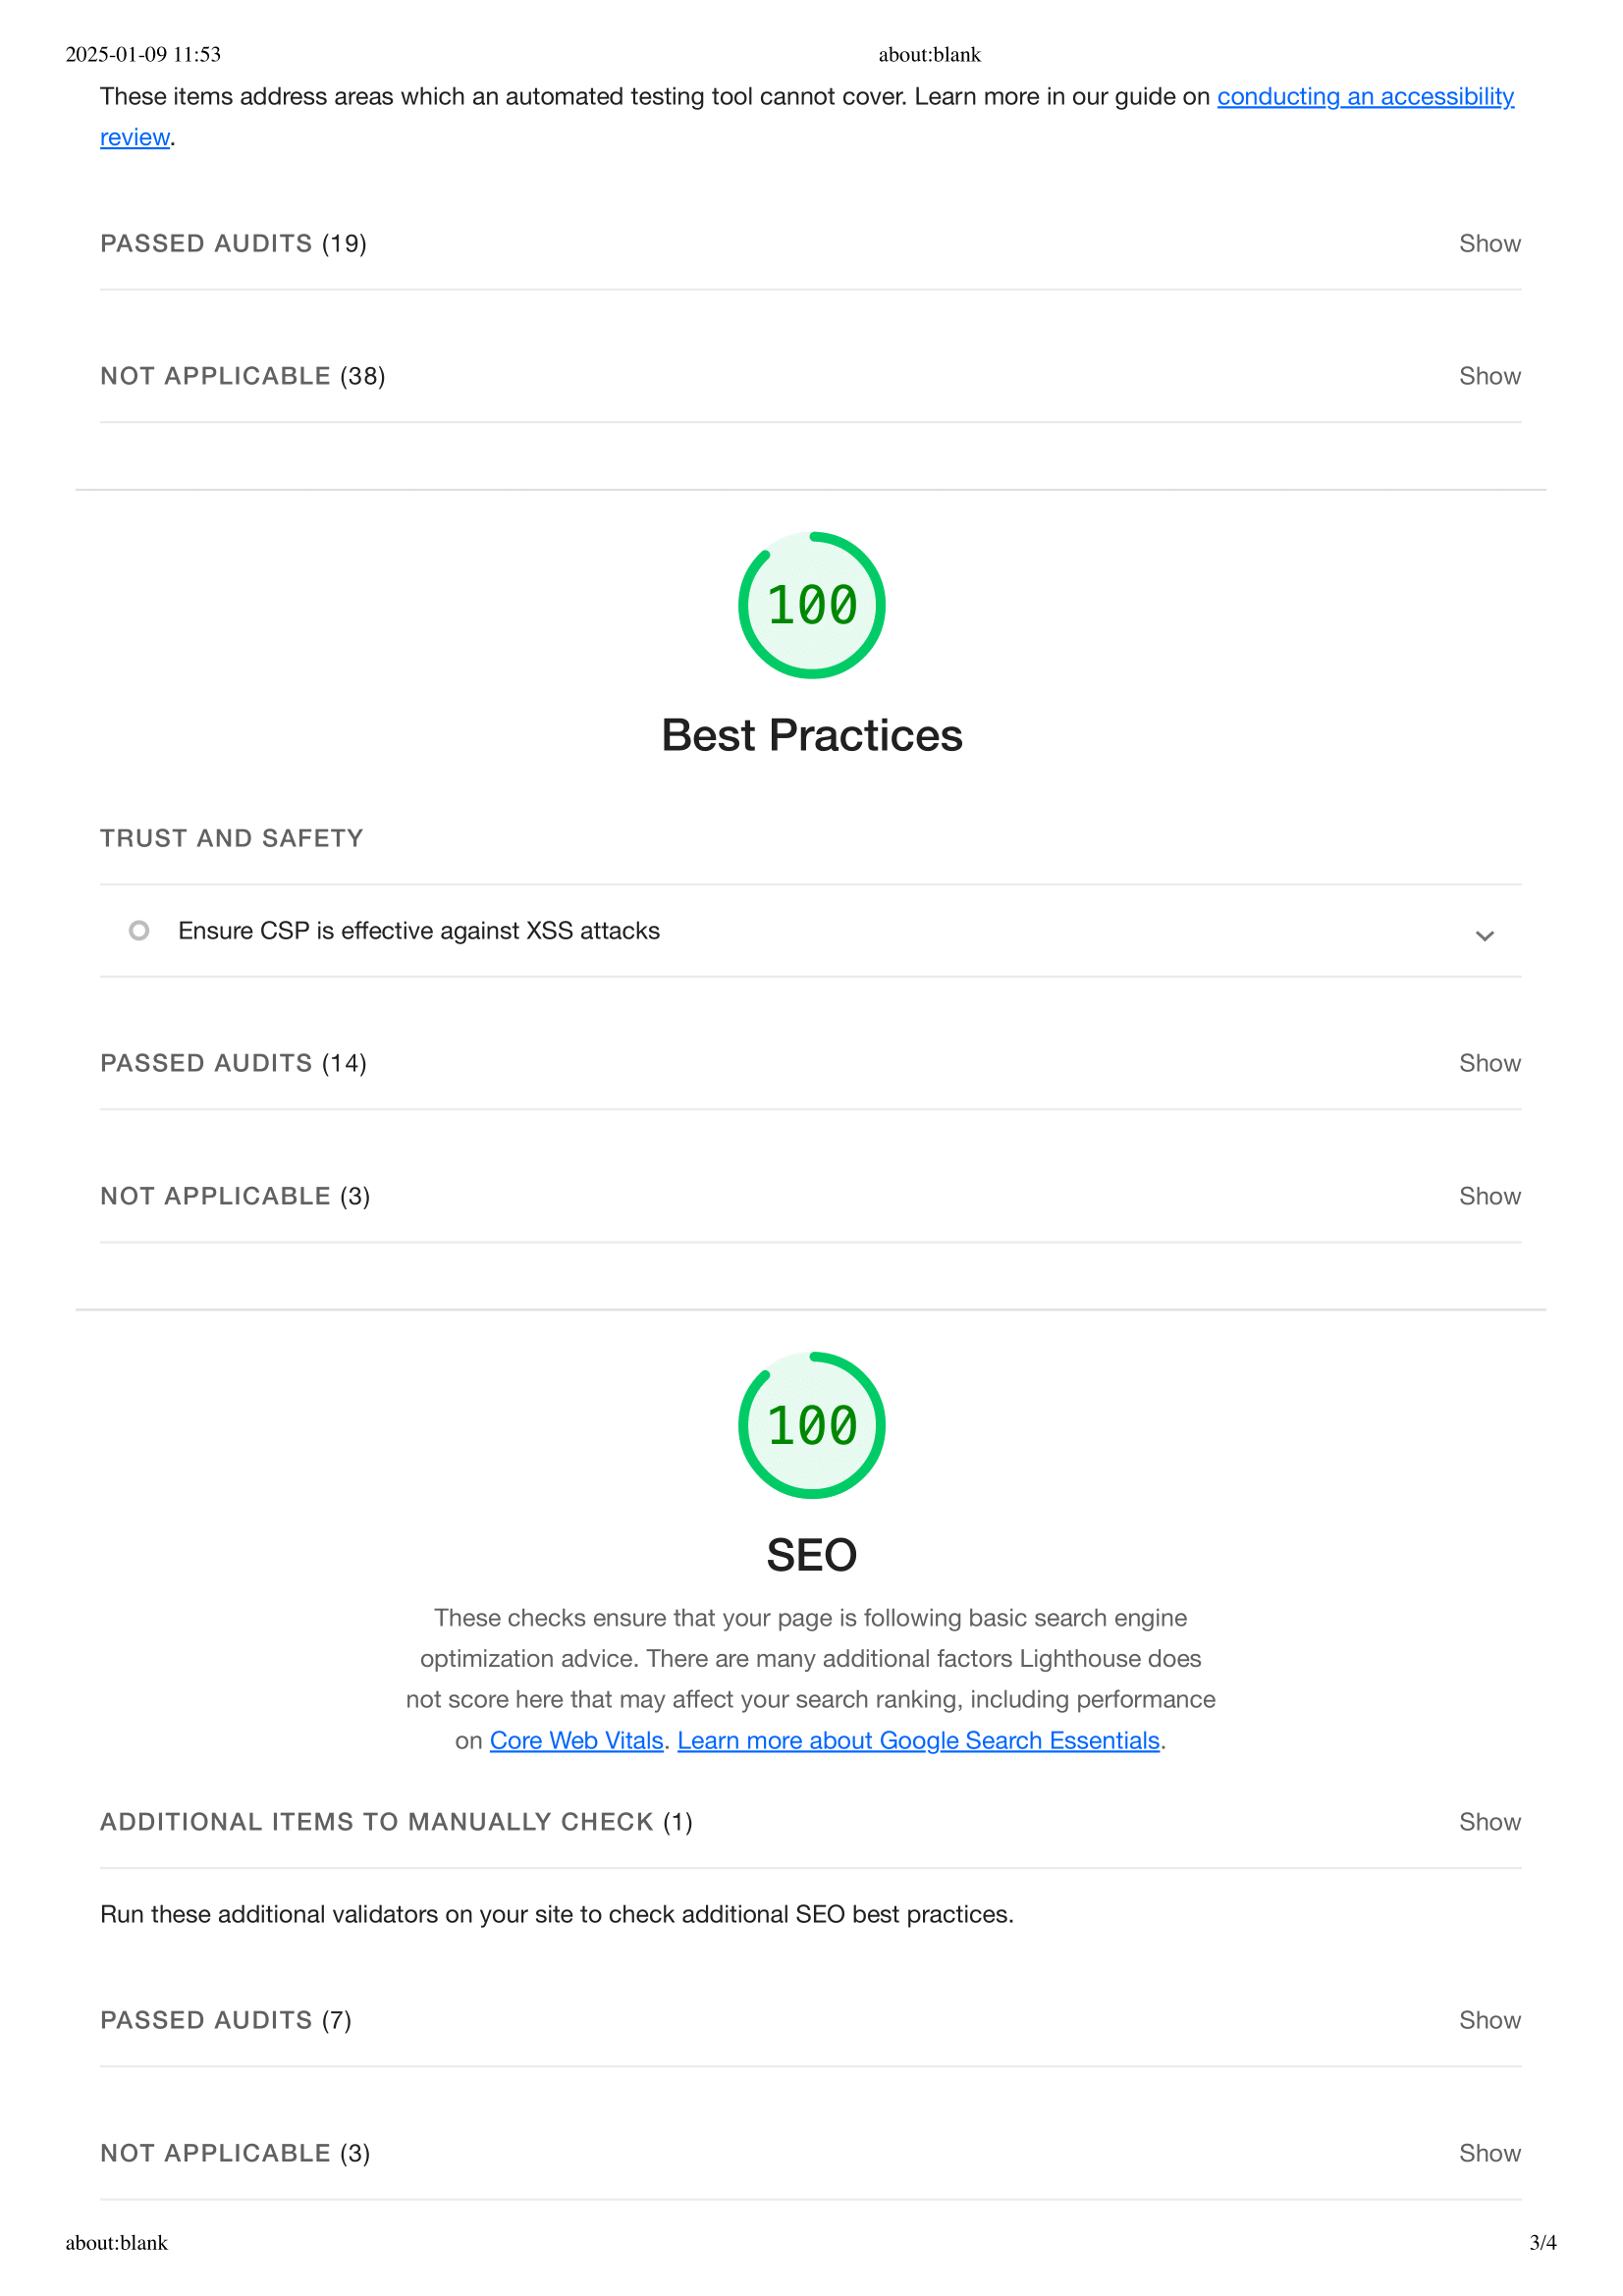 2025-01-09 11:53 about:blank
These items address areas which an automated testing tool cannot cover. Learn more in our guide on conducting an accessibility
review.
PASSED AUDITS (19) Show
NOT APPLICABLE (38) Show
100
Best Practices
TRUST AND SAFETY
Ensure CSP is effective against XSS attacks
PASSED AUDITS (14) Show
NOT APPLICABLE (3) Show
100
SEO
These checks ensure that your page is following basic search engine
optimization advice. There are many additional factors Lighthouse does
not score here that may affect your search ranking, including performance
on Core Web Vitals. Learn more about Google Search Essentials.
ADDITIONAL ITEMS TO MANUALLY CHECK (1) Show
Run these additional validators on your site to check additional SEO best practices.
PASSED AUDITS (7) Show
NOT APPLICABLE (3) Show
about:blank 3/4